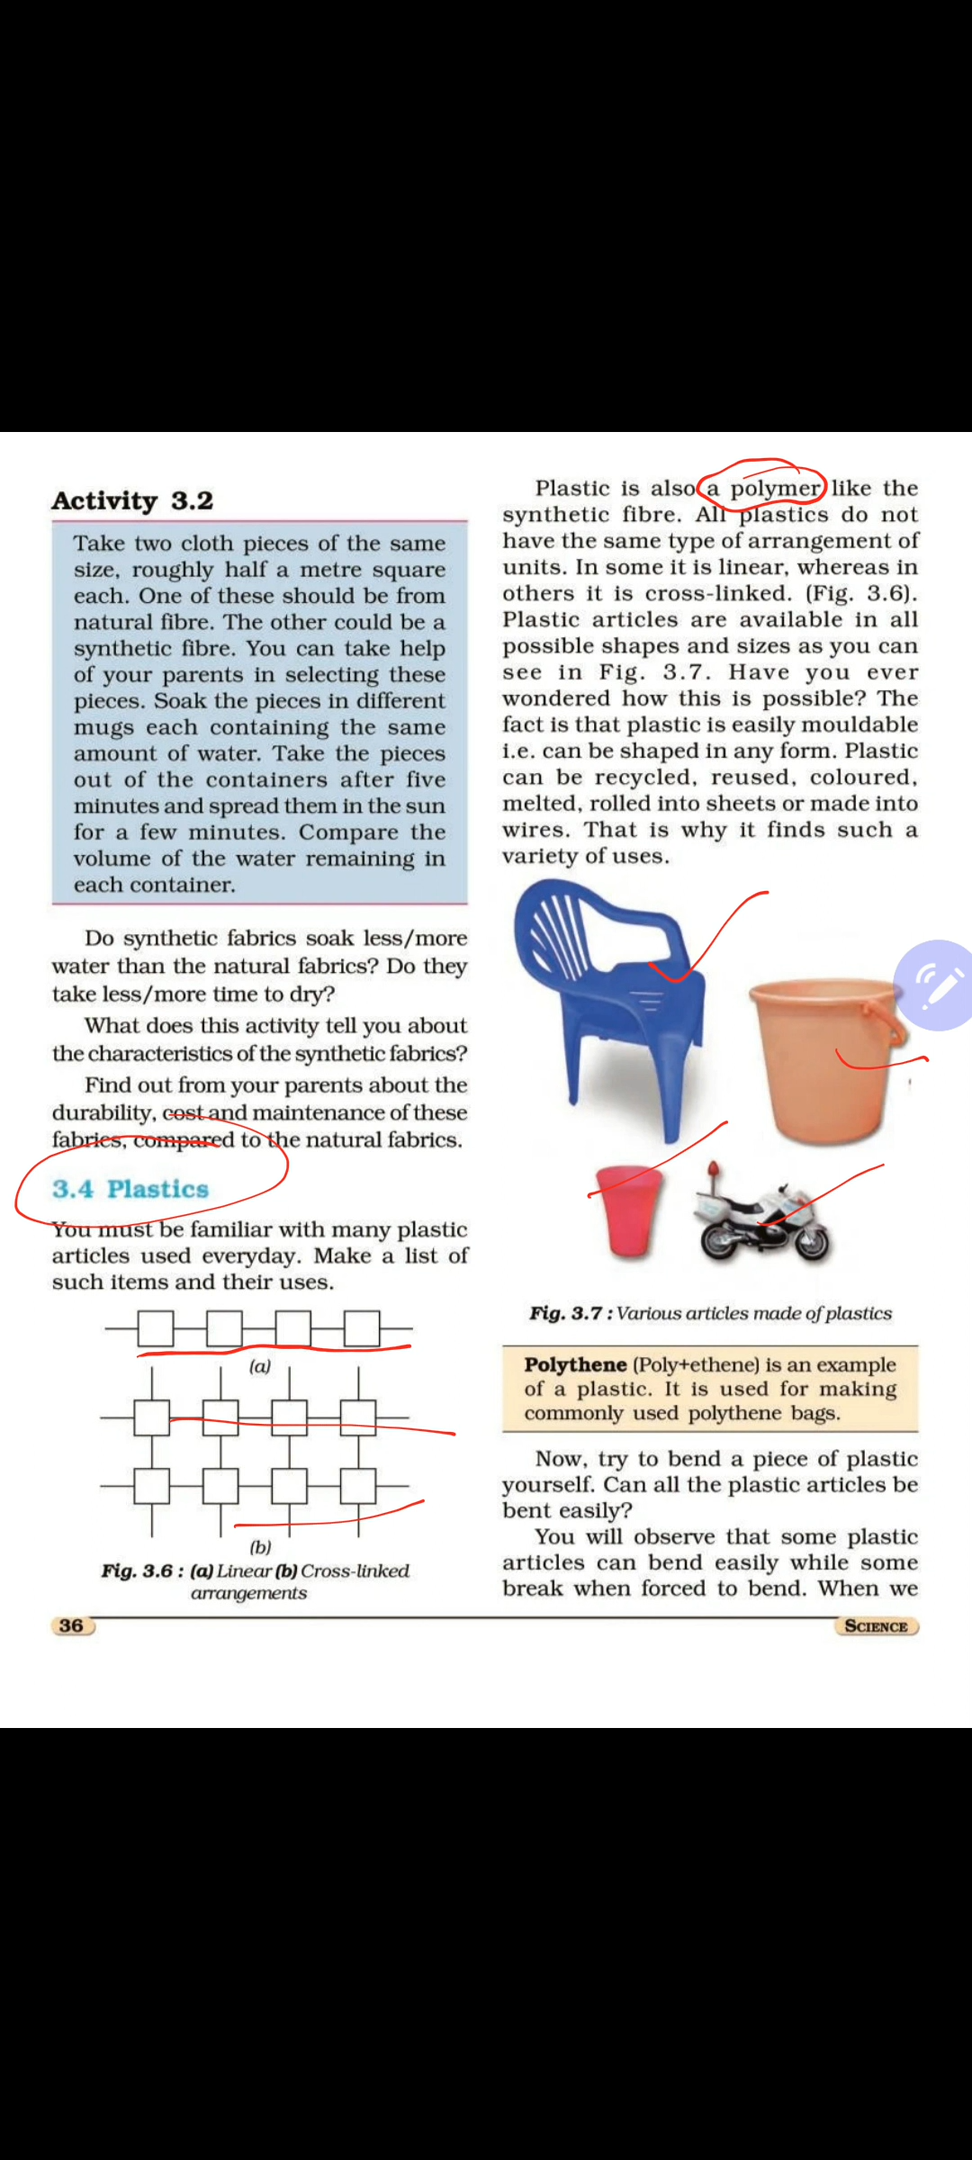 Activity 3.2
Take two cloth pieces of the same
size, roughly half a metre square
each. One of these should be from
natural fibre. The other could be a
synthetic fibre. You can take help
of your parents in selecting these
pieces. Soak the pieces in different
mugs each containing the same
amount of water. Take the pieces
out of the containers after five
minutes and spread them in the sun
for a few minutes. Compare the
volume of the water remaining in
each container.
Do synthetic fabrics soak less/more
water than the natural fabrics? Do they
take less/more time to dry?
What does this activity tell you about
the characteristics of the synthetic fabrics?
Find out from your parents about the
durability, cost and maintenance of these
fabrics, compared to the natural fabrics.
3.4 Plastics
You must be familiar with many plastic
articles used everyday. Make a list of
such items and their uses.
(a)
(b)
Fig. 3.6 : (a) Linear (b) Cross-linked
arrangements
Plastic is also a polymer like the
synthetic fibre. All plastics do not
have the same type of arrangement of
units. In some it is linear, whereas in
others it is cross-linked. (Fig. 3.6).
Plastic articles are available in all
possible shapes and sizes as you can
see in Fig. 3.7. Have you ever
wondered how this is possible? The
fact is that plastic is easily mouldable
i.e. can be shaped in any form. Plastic
can be recycled, reused, coloured,
melted, rolled into sheets or made into
wires. That is why it finds such a
variety of uses.
Fig. 3.7 : Various articles made of plastics
Polythene (Poly+ethene) is an example
of a plastic. It is used for making
commonly used polythene bags.
Now, try to bend a piece of plastic
yourself. Can all the plastic articles be
bent easily?
You will observe that some plastic
articles can bend easily while some
break when forced to bend. When we
36
SCIENCE